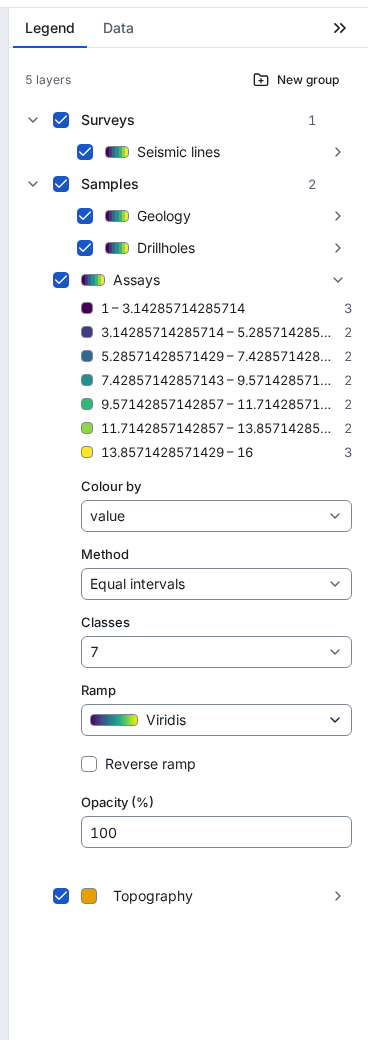 Legend Data
5 layers New group
Surveys 1
Seismic lines
Samples 2
Geology
Drillholes
Assays
1 – 3.14285714285714 3
3.14285714285714 – 5.285714285... 2
5.28571428571429 – 7.428571428... 2
7.42857142857143 – 9.571428571... 2
9.57142857142857 – 11.71428571... 2
11.7142857142857 – 13.85714285... 2
13.8571428571429 – 16 3
Colour by
value
Method
Equal intervals
Classes
7
Ramp
Viridis
Reverse ramp
Opacity (%)
100
Topography